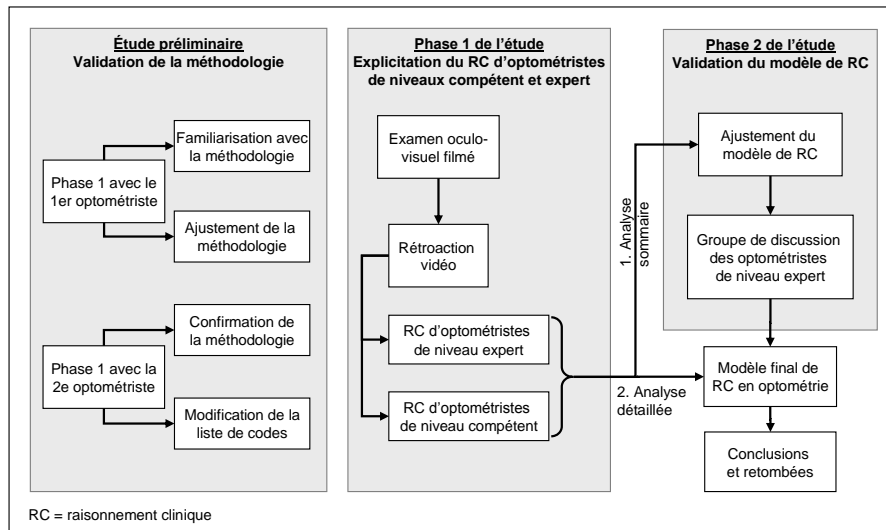 Étude préliminaire
Validation de la méthodologie
Familiarisation avec
la méthodologie
Phase 1 avec le
1er optométriste
Ajustement de la
méthodologie
Confirmation de
la méthodologie
Phase 1 avec la
2e optométriste
Modification de la
liste de codes
Phase 1 de l’étude
Explicitation du RC d’optométristes
de niveaux compétent et expert
Examen oculo-
visuel filmé
Rétroaction
vidéo
RC d’optométristes
de niveau expert
RC d’optométristes
de niveau compétent
1. Analyse
sommaire
2. Analyse
détaillée
Phase 2 de l’étude
Validation du modèle de RC
Ajustement du
modèle de RC
Groupe de discussion
des optométristes
de niveau expert
Modèle final de
RC en optométrie
Conclusions
et retombées
RC = raisonnement clinique